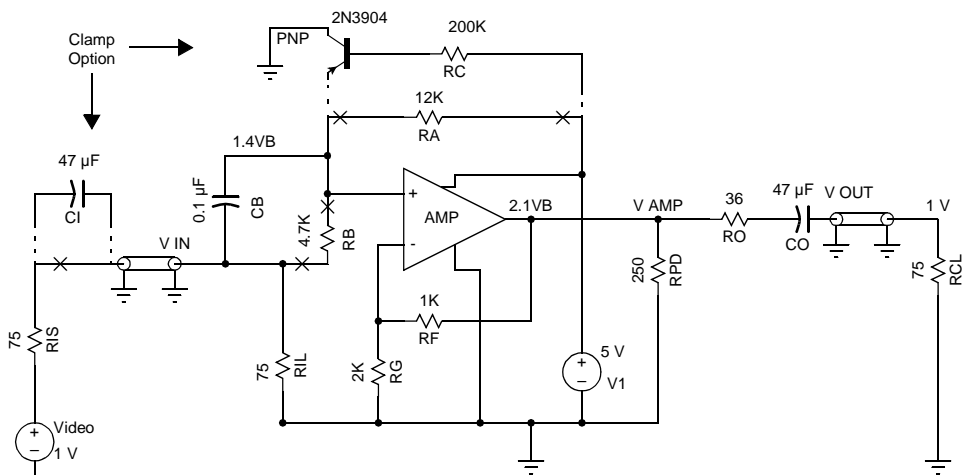 2N3904
Clamp
Option
PNP
200K
RC
12K
RA
1.4VB
47 µF
CI
0.1 µF
CB
4.7K
RB
+
-
AMP
2.1VB
V AMP
36
RO
47 µF
CO
V OUT
1 V
V IN
1K
RF
250
RPD
75
RCL
75
RIS
75
RIL
2K
RG
+
–
5 V
V1
Video
+
–
1 V